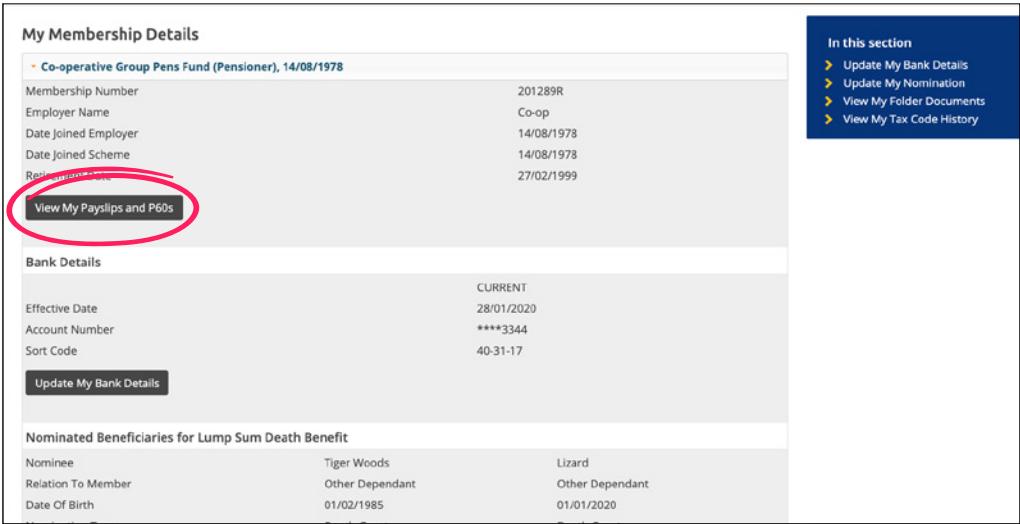 My Membership Details
Co-operative Group Pens Fund (Pensioner), 14/08/1978
Membership Number 201289R
Employer Name Co-op
Date Joined Employer 14/08/1978
Date Joined Scheme 14/08/1978
Retirement Date 27/02/1999
View My Payslips and P60s
Bank Details
CURRENT
Effective Date 28/01/2020
Account Number ****3344
Sort Code 40-31-17
Update My Bank Details
Nominated Beneficiaries for Lump Sum Death Benefit
Nominee Tiger Woods Lizard
Relation To Member Other Dependant Other Dependant
Date Of Birth 01/02/1985 01/01/2020
In this section
Update My Bank Details
Update My Nomination
View My Folder Documents
View My Tax Code History